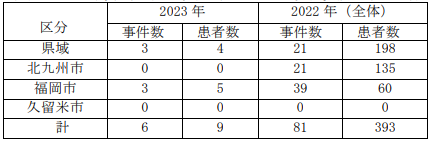 区分 2023 年 2022 年（全体）
事件数 患者数 事件数 患者数
県域 3 4 21 198
北九州市 0 0 21 135
福岡市 3 5 39 60
久留米市 0 0 0 0
計 6 9 81 393